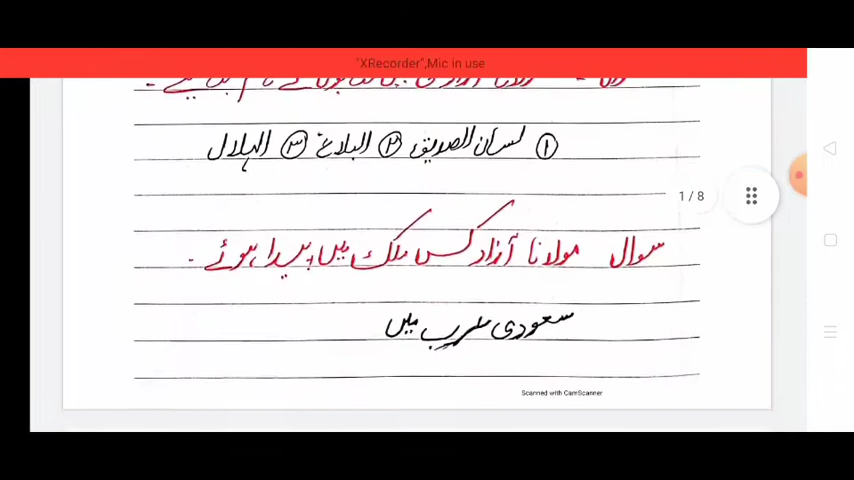 "XRecorder",Mic in use
① لسان الصدیق ② البلاغ ③ الہلال
1 / 8
سوال مولانا آزاد کس ملک میں پیدا ہوئے۔
سعودی عرب میں
Scanned with CamScanner